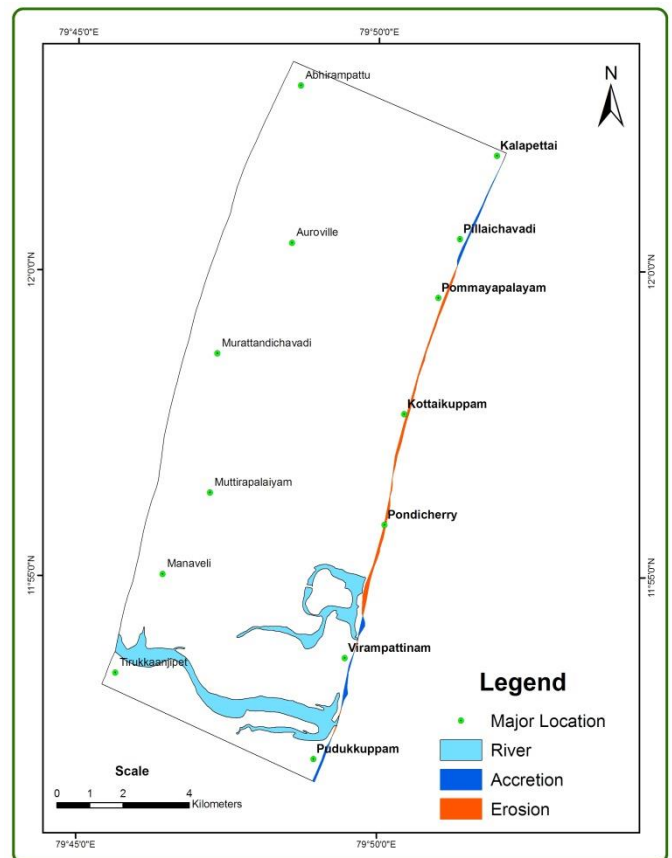 79°45'0"E 79°50'0"E
Abhirampattu
N
Kalapettai
Pillaichavadi
Auroville
12°0'0"N 12°0'0"N
Pommayapalayam
Murattandichavadi
Kottaikuppam
Muttirapalaiyam
Pondicherry
Manaveli
11°55'0"N 11°55'0"N
Virampattinam
Tirukkaanjipet
Legend
Major Location
River
Accretion
Erosion
Pudukkuppam
Scale
0 1 2 4
Kilometers
79°45'0"E 79°50'0"E